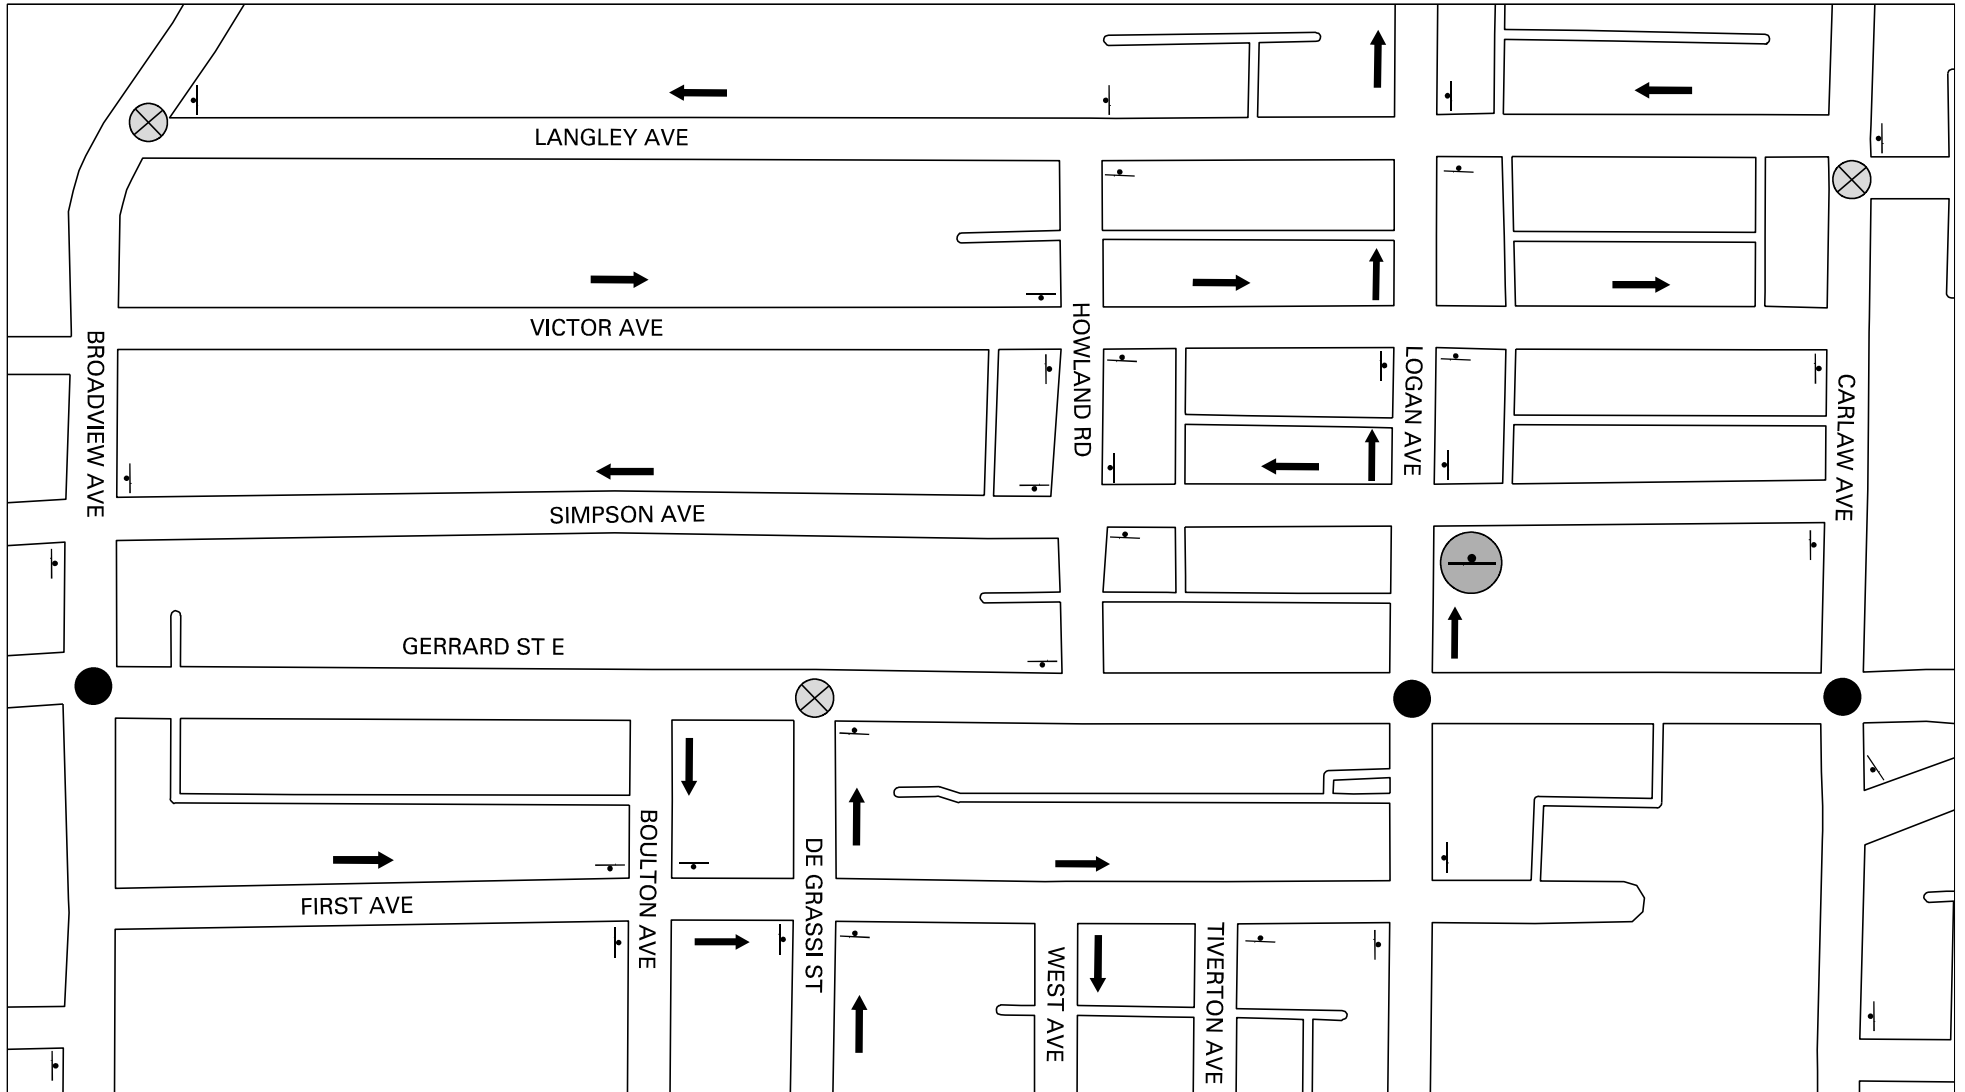 LANGLEY AVE
VICTOR AVE
HOWLAND RD
BROADVIEW AVE
LOGAN AVE
CARLAW AVE
SIMPSON AVE
GERRARD ST E
BOULTON AVE
DE GRASSI ST
FIRST AVE
WEST AVE
TIVERTON AVE